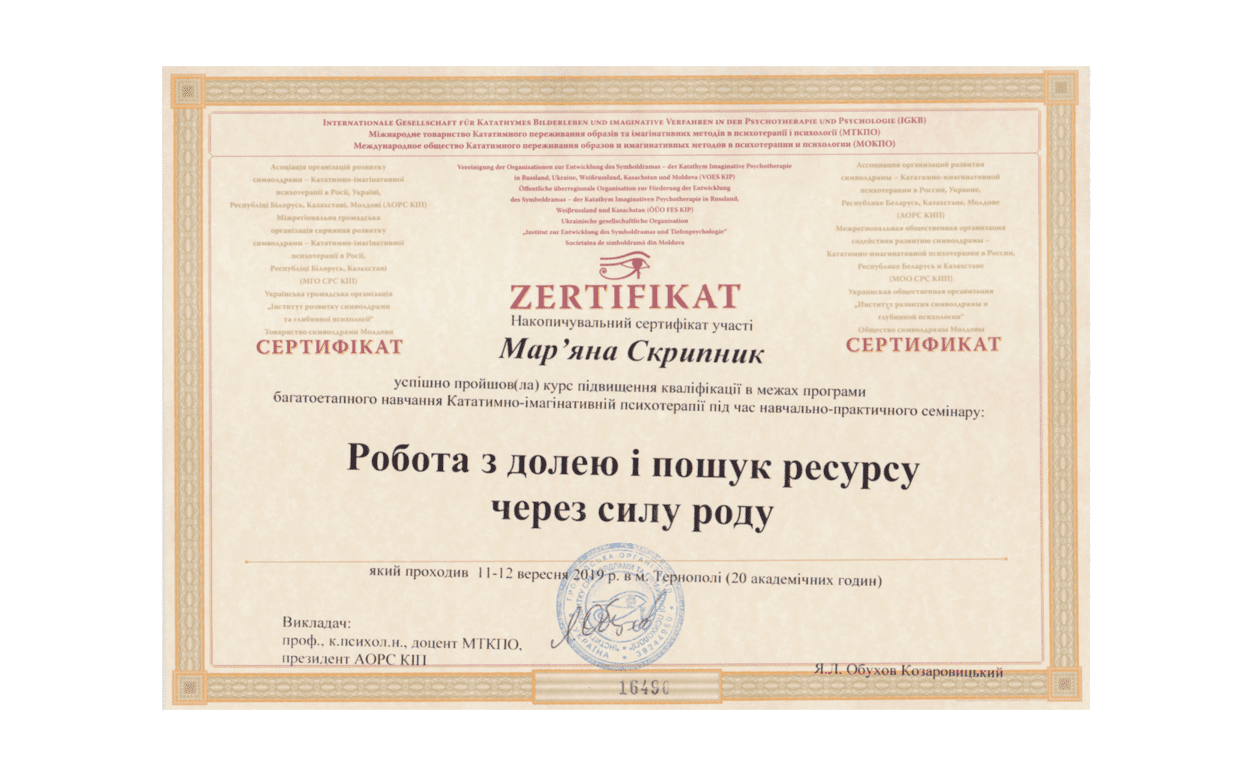 Internationale Gesellschaft für Katathymes Bilderleben und imaginative Verfahren in der Psychotherapie und Psychologie (IGKB)
Міжнародне товариство Кататимного переживання образів та імагінативних методів в психотерапії і психології (МТКПО)
Международное общество Кататимного переживания образов и имагинативных методов в психотерапии и психологии (МОКПО)
Асоціація організацій розвитку
символдрами – Кататимно-імагінативної
психотерапії в Росії, Україні,
Республіці Білорусь, Казахстані, Молдові (АОРС КІП)
Міжрегіональна громадська
організація сприяння розвитку
символдрами – Кататимно-імагінативної
психотерапії в Росії,
Республіці Білорусь, Казахстані
(МГО СРС КІП)
Українська громадська організація
„Інститут розвитку символдрами
та глибинної психології"
Товариство символдрами Молдови
СЕРТИФІКАТ
Vereinigung der Organisationen zur Entwicklung des Symboldramas – der Katathym Imaginative Psychotherapie
in Russland, Ukraine, Weißrussland, Kasachstan und Moldova (VOES KIP)
Öffentliche überregionale Organisation zur Förderung der Entwicklung
des Symboldramas – der Katathym Imaginativen Psychotherapie in Russland,
Weißrussland und Kasachstan (ÖÜO FES KIP)
Ukrainische gesellschaftliche Organisation
„Institut zur Entwicklung des Symboldramas und Tiefenpsychologie"
Societatea de simboldramă din Moldova
ZERTIFIKAT
Ассоциация организаций развития
символдрамы – Кататимно-имагинативной
психотерапии в России, Украине,
Республике Беларусь, Казахстане, Молдове
(АОРС КИП)
Межрегиональная общественная организация
содействия развитию символдрамы –
Кататимно-имагинативной психотерапии в России,
Республике Беларусь и Казахстане
(МОО СРС КИП)
Украинская общественная организация
„Институт развития символдрамы и
глубинной психологии"
Общество символдрамы Молдовы
СЕРТИФИКАТ
Накопичувальний сертифікат участі
Мар’яна Скрипник
успішно пройшов(ла) курс підвищення кваліфікації в межах програми
багатоетапного навчання Кататимно-імагінативній психотерапії під час навчально-практичного семінару:
Робота з долею і пошук ресурсу
через силу роду
який проходив 11-12 вересня 2019 р. в м. Тернополі (20 академічних годин)
Викладач:
проф., к.психол.н., доцент МТКПО,
президент АОРС КІП
Я.Л. Обухов Козаровицький